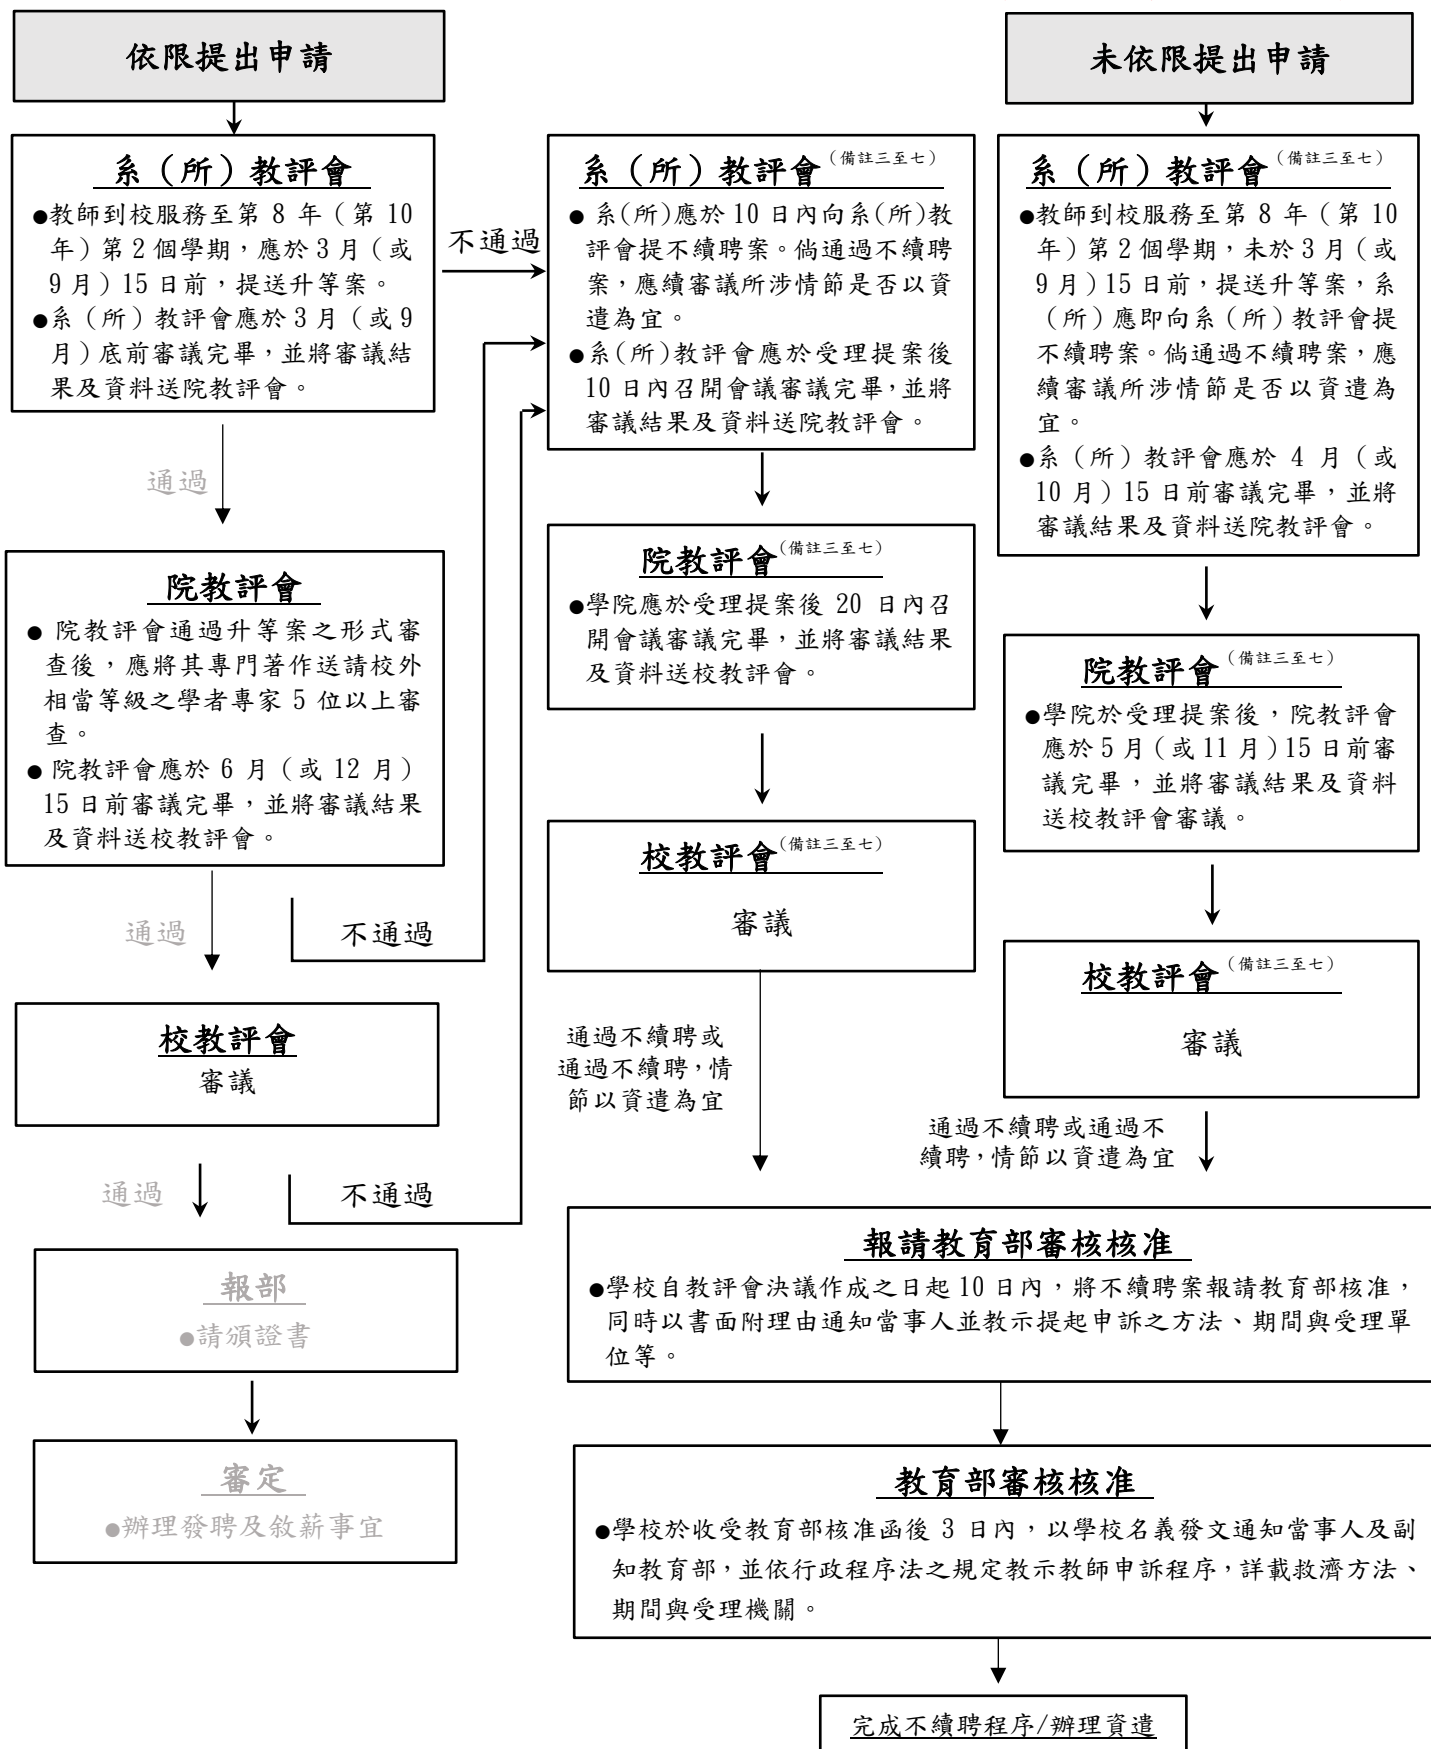 依限提出申請
系（所）教評會
●教師到校服務至第 8 年（第 10
年）第 2 個學期，應於 3 月（或
9 月）15 日前，提送升等案。
●系（所）教評會應於 3 月（或 9
月）底前審議完畢，並將審議結
果及資料送院教評會。
不通過
通過
院教評會
● 院教評會通過升等案之形式審
查後，應將其專門著作送請校外
相當等級之學者專家 5 位以上審
查。
● 院教評會應於 6 月（或 12 月）
15 日前審議完畢，並將審議結果
及資料送校教評會。
通過
不通過
校教評會
審議
通過
不通過
報部
●請頒證書
審定
●辦理發聘及敘薪事宜
系（所）教評會（備註三至七）
● 系(所)應於 10 日內向系(所)教
評會提不續聘案。倘通過不續聘
案，應續審議所涉情節是否以資
遣為宜。
● 系(所)教評會應於受理提案後
10 日內召開會議審議完畢，並將
審議結果及資料送院教評會。
院教評會（備註三至七）
●學院應於受理提案後 20 日內召
開會議審議完畢，並將審議結果
及資料送校教評會。
校教評會（備註三至七）
審議
通過不續聘或
通過不續聘，情
節以資遣為宜
未依限提出申請
系（所）教評會（備註三至七）
●教師到校服務至第 8 年（第 10
年）第 2 個學期，未於 3 月（或
9 月）15 日前，提送升等案，系
（所）應即向系（所）教評會提
不續聘案。倘通過不續聘案，應
續審議所涉情節是否以資遣為
宜。
●系（所）教評會應於 4 月（或
10 月）15 日前審議完畢，並將
審議結果及資料送院教評會。
院教評會（備註三至七）
●學院於受理提案後，院教評會
應於 5 月（或 11 月）15 日前審
議完畢，並將審議結果及資料
送校教評會審議。
校教評會（備註三至七）
審議
通過不續聘或通過不
續聘，情節以資遣為宜
報請教育部審核核准
●學校自教評會決議作成之日起 10 日內，將不續聘案報請教育部核准，
同時以書面附理由通知當事人並教示提起申訴之方法、期間與受理單
位等。
教育部審核核准
●學校於收受教育部核准函後 3 日內，以學校名義發文通知當事人及副
知教育部，並依行政程序法之規定教示教師申訴程序，詳載救濟方法、
期間與受理機關。
完成不續聘程序/辦理資遣